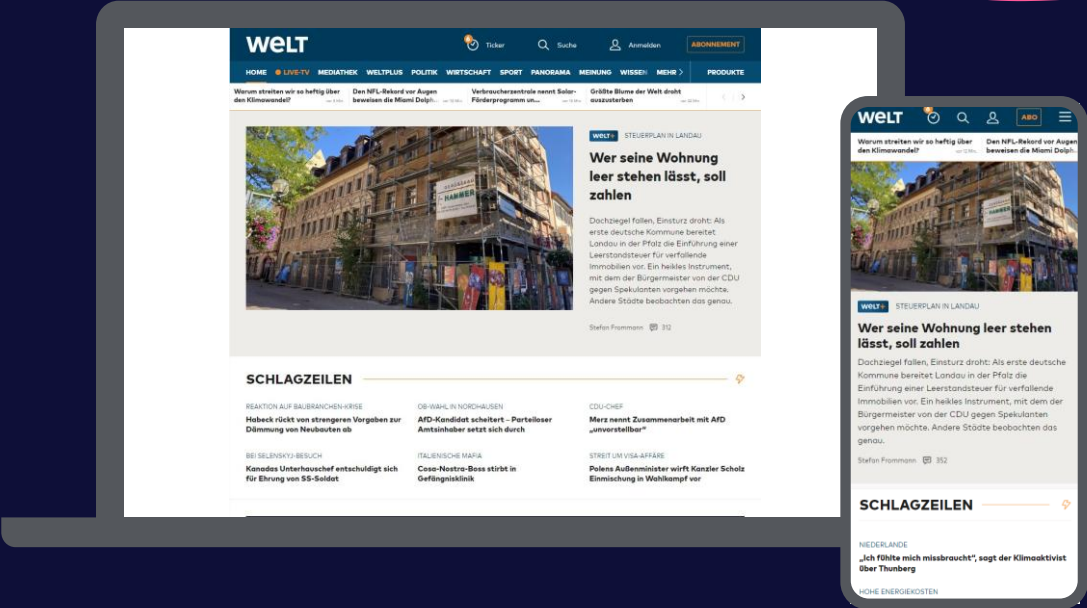 WELT
6
Ticker
Suche
Anmelden
ABONNEMENT
HOME LIVE-TV MEDIATHEK WELTPLUS POLITIK WIRTSCHAFT SPORT PANORAMA MEINUNG WISSEN MEHR PRODUKTE
Warum streiten wir so heftig über
den Klimawandel?
Den NFL-Rekord vor Augen
beweisen die Miami Dolph...
Verbraucherzentrale nennt Solar-
Förderprogramm un...
Größte Blume der Welt droht
auszusterben
HAMMER
WELT+ STEUERPLAN IN LANDAU
Wer seine Wohnung
leer stehen lässt, soll
zahlen
Dachziegel fallen, Einsturz droht: Als
erste deutsche Kommune bereitet
Landau in der Pfalz die Einführung einer
Leerstandsteuer für verfallende
Immobilien vor. Ein heikles Instrument,
mit dem der Bürgermeister von der CDU
gegen Spekulanten vorgehen möchte.
Andere Städte beobachten das genau.
Stefan Frommann 312
SCHLAGZEILEN
REAKTION AUF BAUBRANCHEN-KRISE
Habeck rückt von strengeren Vorgaben zur
Dämmung von Neubauten ab
OB-WAHL IN NORDHAUSEN
AfD-Kandidat scheitert – Parteiloser
Amtsinhaber setzt sich durch
CDU-CHEF
Merz nennt Zusammenarbeit mit AfD
„unvorstellbar“
BEI SELENSKYJ-BESUCH
Kanadas Unterhauschef entschuldigt sich
für Ehrung von SS-Soldat
ITALIENISCHE MAFIA
Cosa-Nostra-Boss stirbt in
Gefängnisklinik
STREIT UM VISA-AFFÄRE
Polens Außenminister wirft Kanzler Scholz
Einmischung in Wahlkampf vor
WELT
ABO
Warum streiten wir so heftig über
den Klimawandel?
Den NFL-Rekord vor Augen
beweisen die Miami Dolph
HAMMER
WELT+ STEUERPLAN IN LANDAU
Wer seine Wohnung leer stehen
lässt, soll zahlen
Dachziegel fallen, Einsturz droht: Als erste deutsche
Kommune bereitet Landau in der Pfalz die
Einführung einer Leerstandsteuer für verfallende
Immobilien vor. Ein heikles Instrument, mit dem der
Bürgermeister von der CDU gegen Spekulanten
vorgehen möchte. Andere Städte beobachten das
genau.
Stefan Frommann 352
SCHLAGZEILEN
NIEDERLANDE
„Ich fühlte mich missbraucht“, sagt der Klimaaktivist
über Thunberg
HOHE ENERGIEKOSTEN